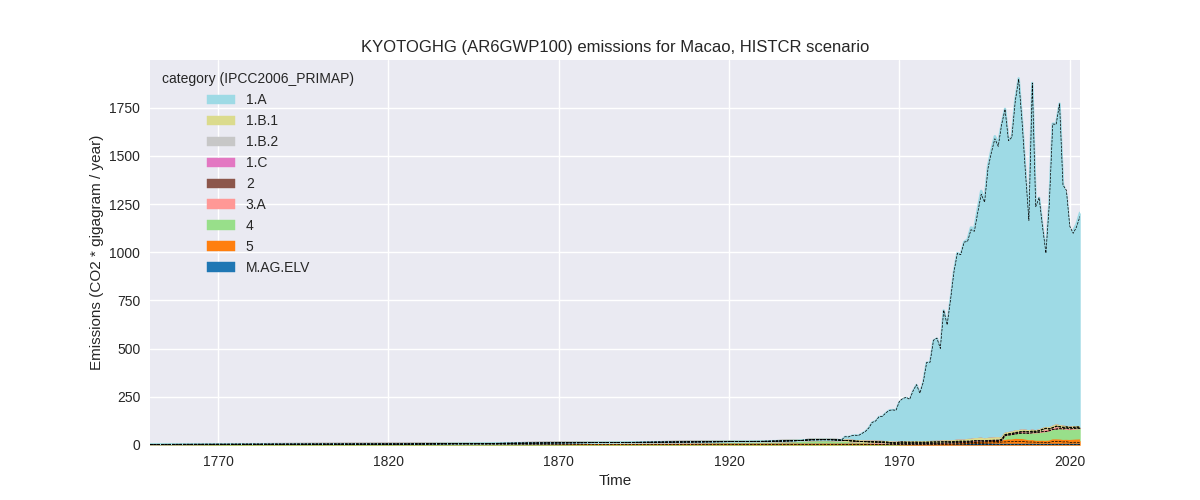 KYOTOGHG (AR6GWP100) emissions for Macao, HISTCR scenario
category (IPCC2006_PRIMAP)
1.A
1.B.1
1.B.2
1.C
2
3.A
4
5
M.AG.ELV
Emissions (CO2 * gigagram / year)
1750
1500
1250
1000
750
500
250
0
1770 1820 1870 1920 1970 2020
Time